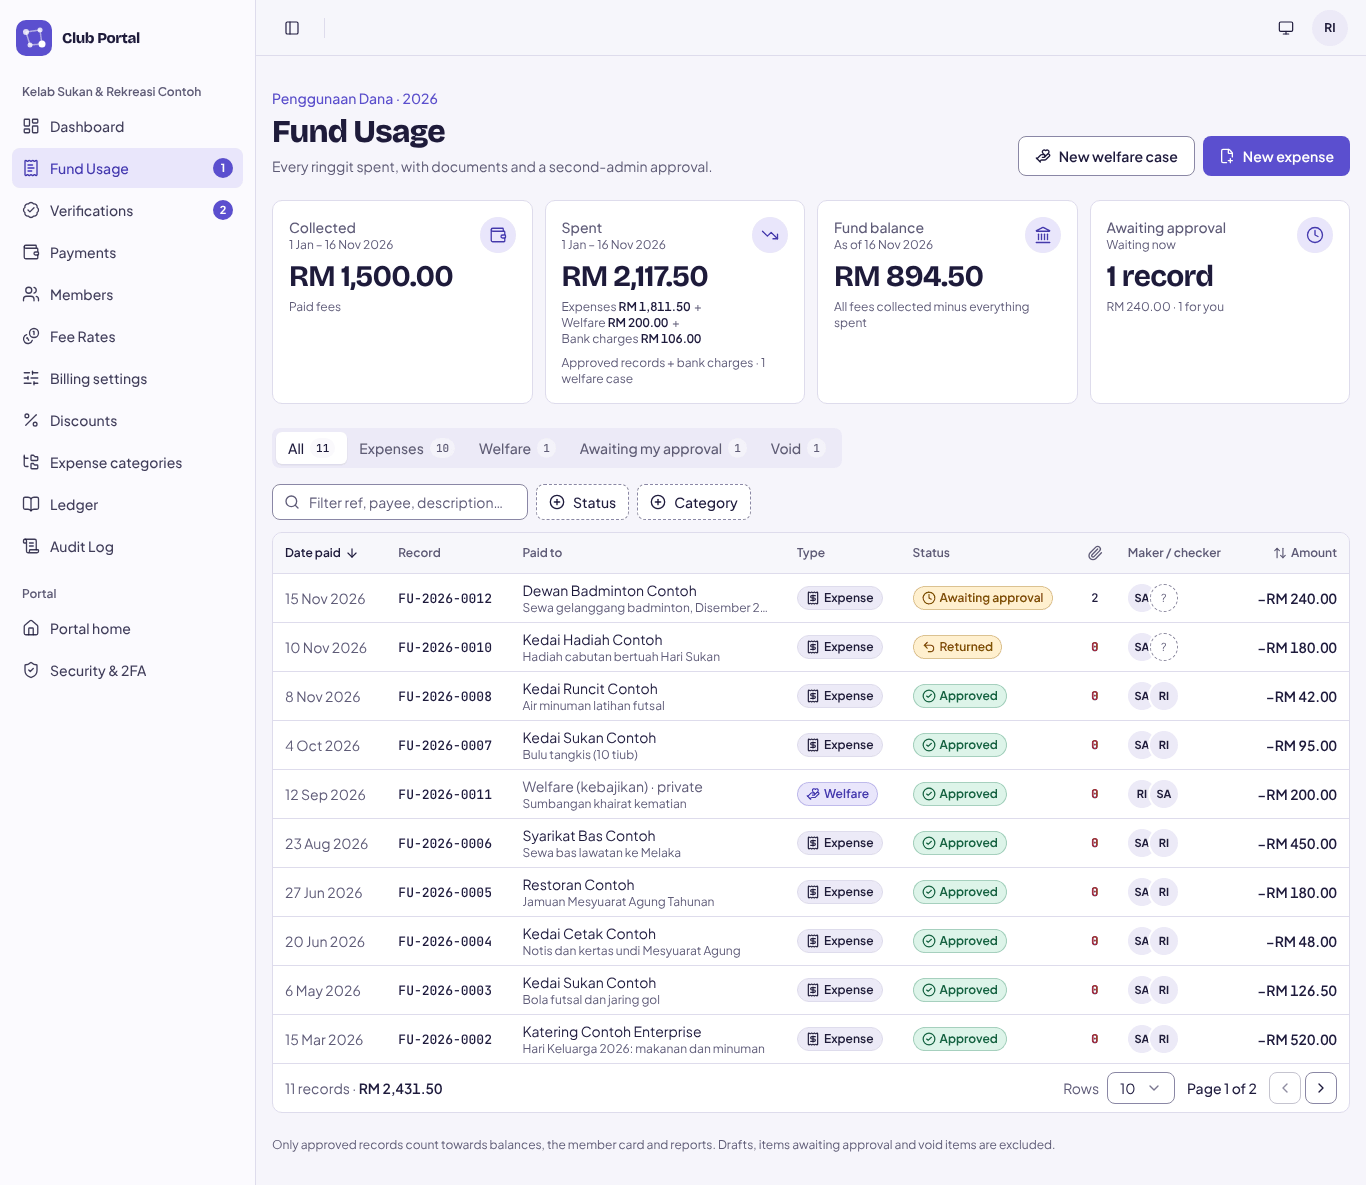 Club Portal
Kelab Sukan & Rekreasi Contoh
Dashboard
Fund Usage 1
Verifications 2
Payments
Members
Fee Rates
Billing settings
Discounts
Expense categories
Ledger
Audit Log
Portal
Portal home
Security & 2FA
RI
Penggunaan Dana · 2026
Fund Usage
Every ringgit spent, with documents and a second-admin approval.
New welfare case
New expense
Collected
1 Jan – 16 Nov 2026
RM 1,500.00
Paid fees
Spent
1 Jan – 16 Nov 2026
RM 2,117.50
Expenses RM 1,811.50 +
Welfare RM 200.00 +
Bank charges RM 106.00
Approved records + bank charges · 1
welfare case
Fund balance
As of 16 Nov 2026
RM 894.50
All fees collected minus everything
spent
Awaiting approval
Waiting now
1 record
RM 240.00 · 1 for you
All 11 Expenses 10 Welfare 1 Awaiting my approval 1 Void 1
Filter ref, payee, description... Status Category
Date paid Record Paid to Type Status Maker / checker Amount
15 Nov 2026 FU-2026-0012 Dewan Badminton Contoh Expense Awaiting approval 2 SA ? −RM 240.00
Sewa gelanggang badminton, Disember 2...
10 Nov 2026 FU-2026-0010 Kedai Hadiah Contoh Expense Returned 0 SA ? −RM 180.00
Hadiah cabutan bertuah Hari Sukan
8 Nov 2026 FU-2026-0008 Kedai Runcit Contoh Expense Approved 0 SA RI −RM 42.00
Air minuman latihan futsal
4 Oct 2026 FU-2026-0007 Kedai Sukan Contoh Expense Approved 0 SA RI −RM 95.00
Bulu tangkis (10 tiub)
12 Sep 2026 FU-2026-0011 Welfare (kebajikan) · private Welfare Approved 0 RI SA −RM 200.00
Sumbangan khairat kematian
23 Aug 2026 FU-2026-0006 Syarikat Bas Contoh Expense Approved 0 SA RI −RM 450.00
Sewa bas lawatan ke Melaka
27 Jun 2026 FU-2026-0005 Restoran Contoh Expense Approved 0 SA RI −RM 180.00
Jamuan Mesyuarat Agung Tahunan
20 Jun 2026 FU-2026-0004 Kedai Cetak Contoh Expense Approved 0 SA RI −RM 48.00
Notis dan kertas undi Mesyuarat Agung
6 May 2026 FU-2026-0003 Kedai Sukan Contoh Expense Approved 0 SA RI −RM 126.50
Bola futsal dan jaring gol
15 Mar 2026 FU-2026-0002 Katering Contoh Enterprise Expense Approved 0 SA RI −RM 520.00
Hari Keluarga 2026: makanan dan minuman
11 records · RM 2,431.50 Rows 10 Page 1 of 2
Only approved records count towards balances, the member card and reports. Drafts, items awaiting approval and void items are excluded.